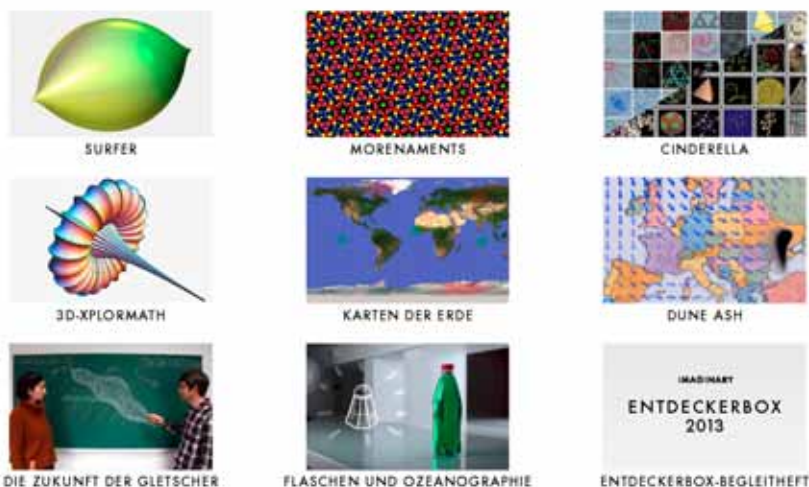 SURFER
MORENAMENTS
CINDERELLA
3D-XPLORMATH
KARTEN DER ERDE
DUNE ASH
IMAGINARY
ENTDECKERBOX
2013
DIE ZUKUNFT DER GLETSCHER
FLASCHEN UND OZEANOGRAPHIE
ENTDECKERBOX-BEGLEITHEFT